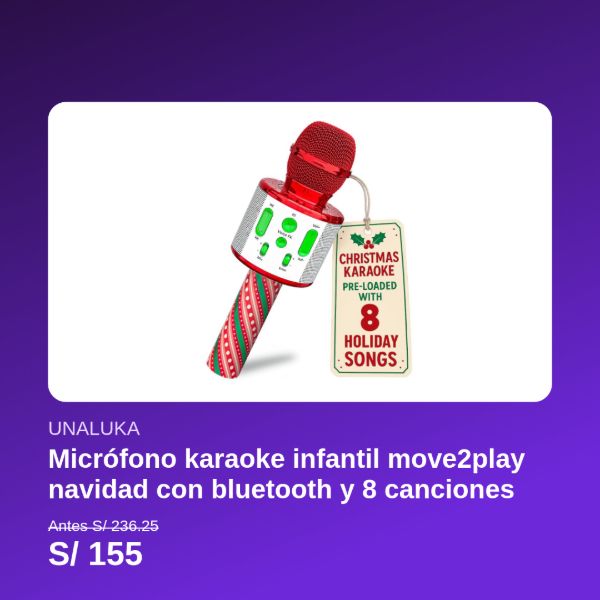 CHRISTMAS
KARAOKE
PRE-LOADED
WITH
8
HOLIDAY
SONGS
UNALUKA
Micrófono karaoke infantil move2play
navidad con bluetooth y 8 canciones
Antes S/ 236.25
S/ 155